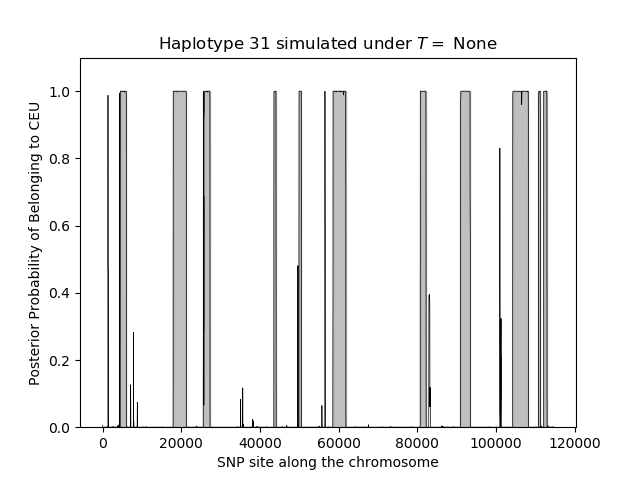 Haplotype 31 simulated under T = None
Posterior Probability of Belonging to CEU
1.0
0.8
0.6
0.4
0.2
0.0
0 20000 40000 60000 80000 100000 120000
SNP site along the chromosome